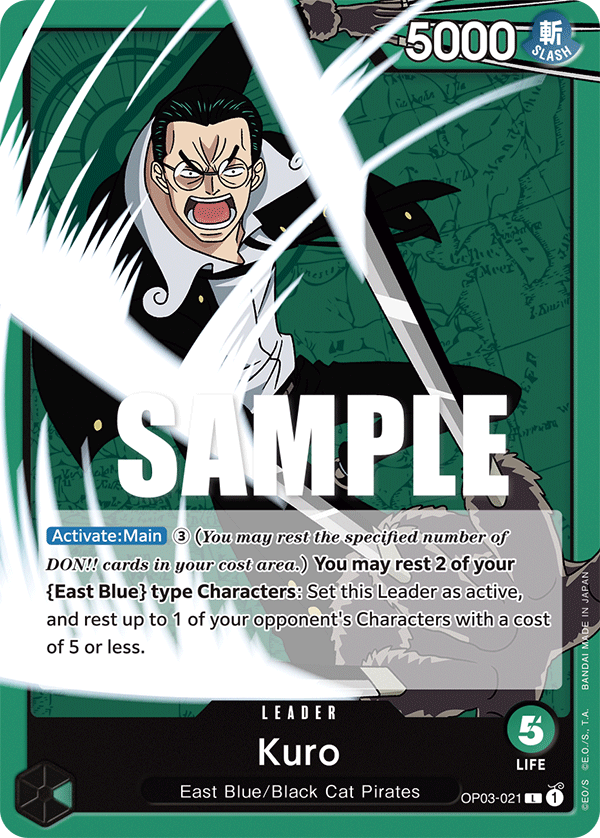 5000
斬
SLASH
SAMPLE
Activate:Main ③ (You may rest the specified number of
DON!! cards in your cost area.) You may rest 2 of your
{East Blue} type Characters: Set this Leader as active,
and rest up to 1 of your opponent's Characters with a cost
of 5 or less.
©EO/S ©E.O./S., T.A. BANDAI MADE IN JAPAN
LEADER
Kuro
5
LIFE
East Blue/Black Cat Pirates
OP03-021 L 1